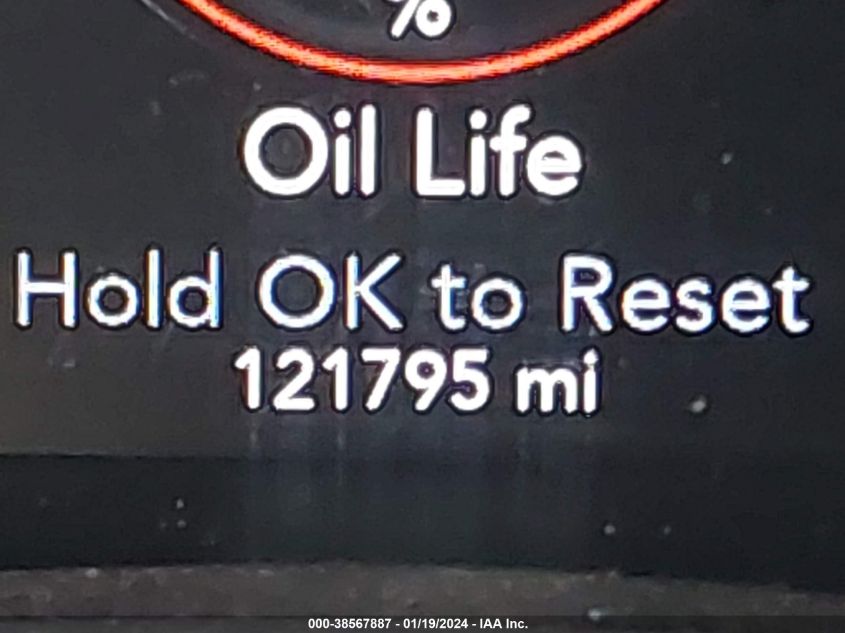 %
Oil Life
Hold OK to Reset
121795 mi
000-38567887 - 01/19/2024 - IAA Inc.